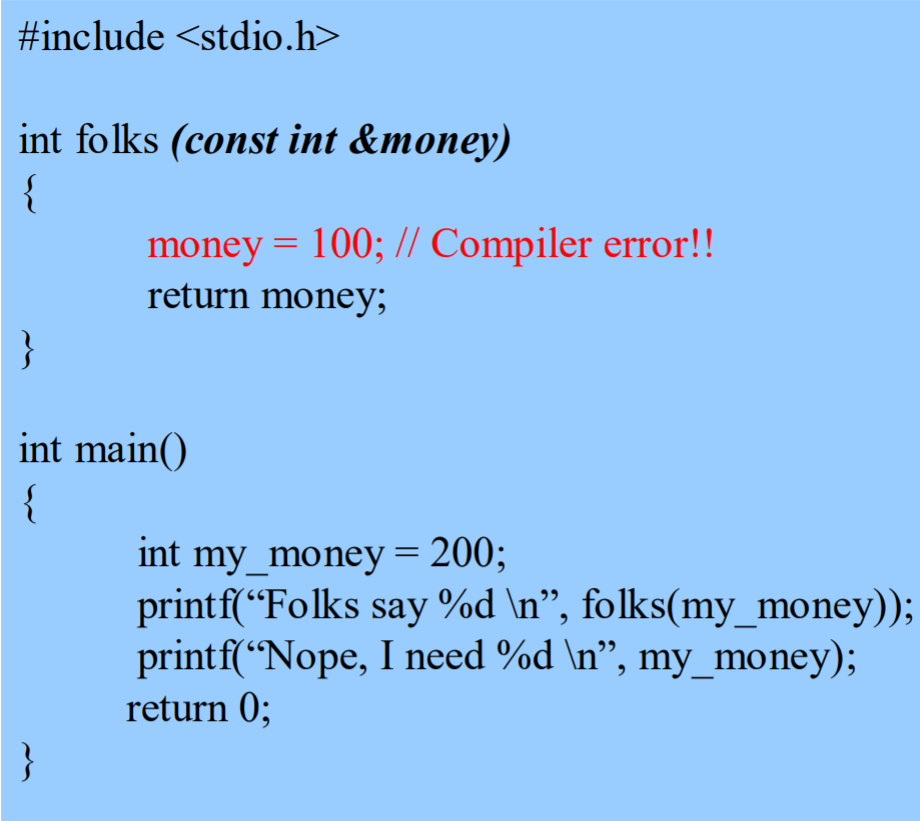 #include <stdio.h>
int folks (const int &money)
{
money = 100; // Compiler error!!
return money;
}
int main()
{
int my_money = 200;
printf(“Folks say %d \n”, folks(my_money));
printf(“Nope, I need %d \n”, my_money);
return 0;
}